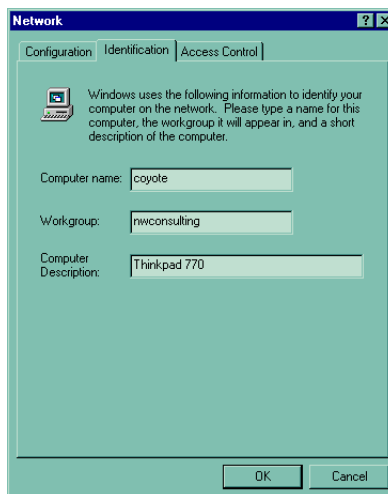 Network
Configuration Identification Access Control
Windows uses the following information to identify your
computer on the network. Please type a name for this
computer, the workgroup it will appear in, and a short
description of the computer.
Computer name: coyote
Workgroup: nwconsulting
Computer
Description: Thinkpad 770
OK Cancel